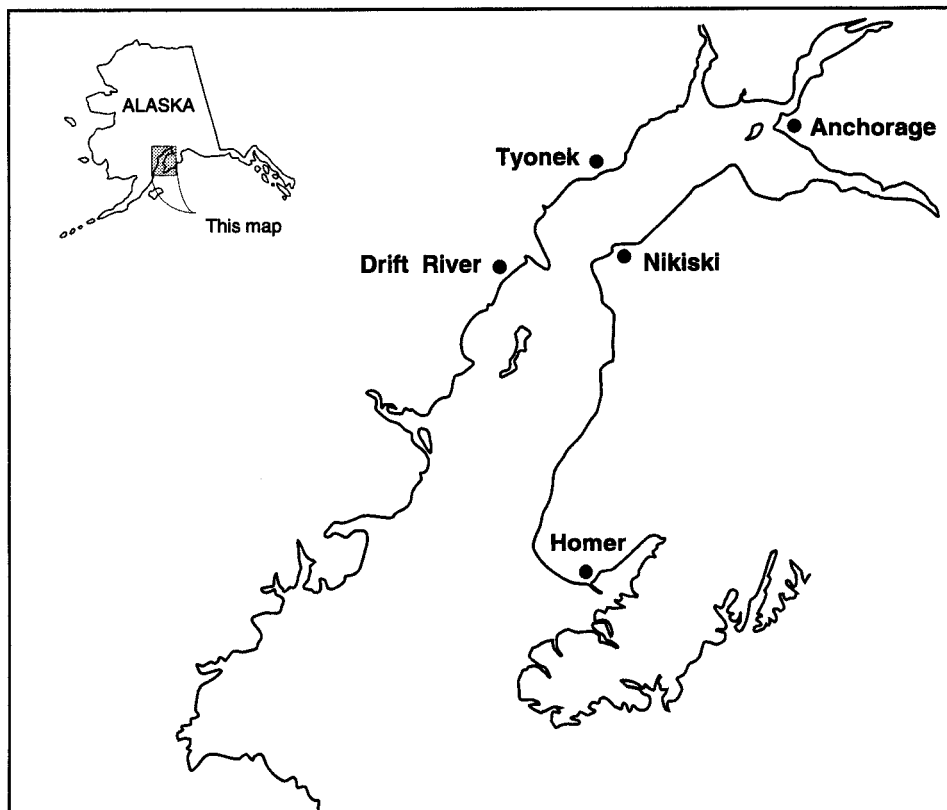 ALASKA
This map
Anchorage
Tyonek
Drift River
Nikiski
Homer